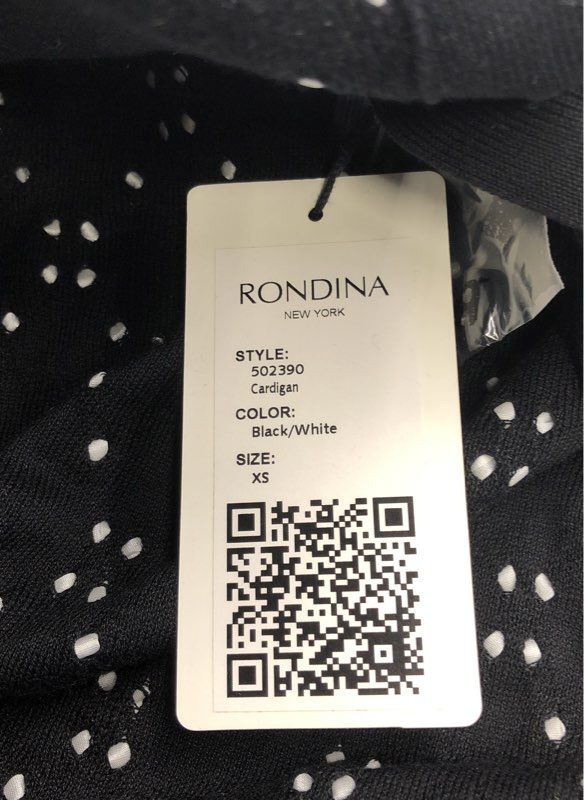 RONDINA
NEW YORK
STYLE:
502390
Cardigan
COLOR:
Black/White
SIZE:
XS